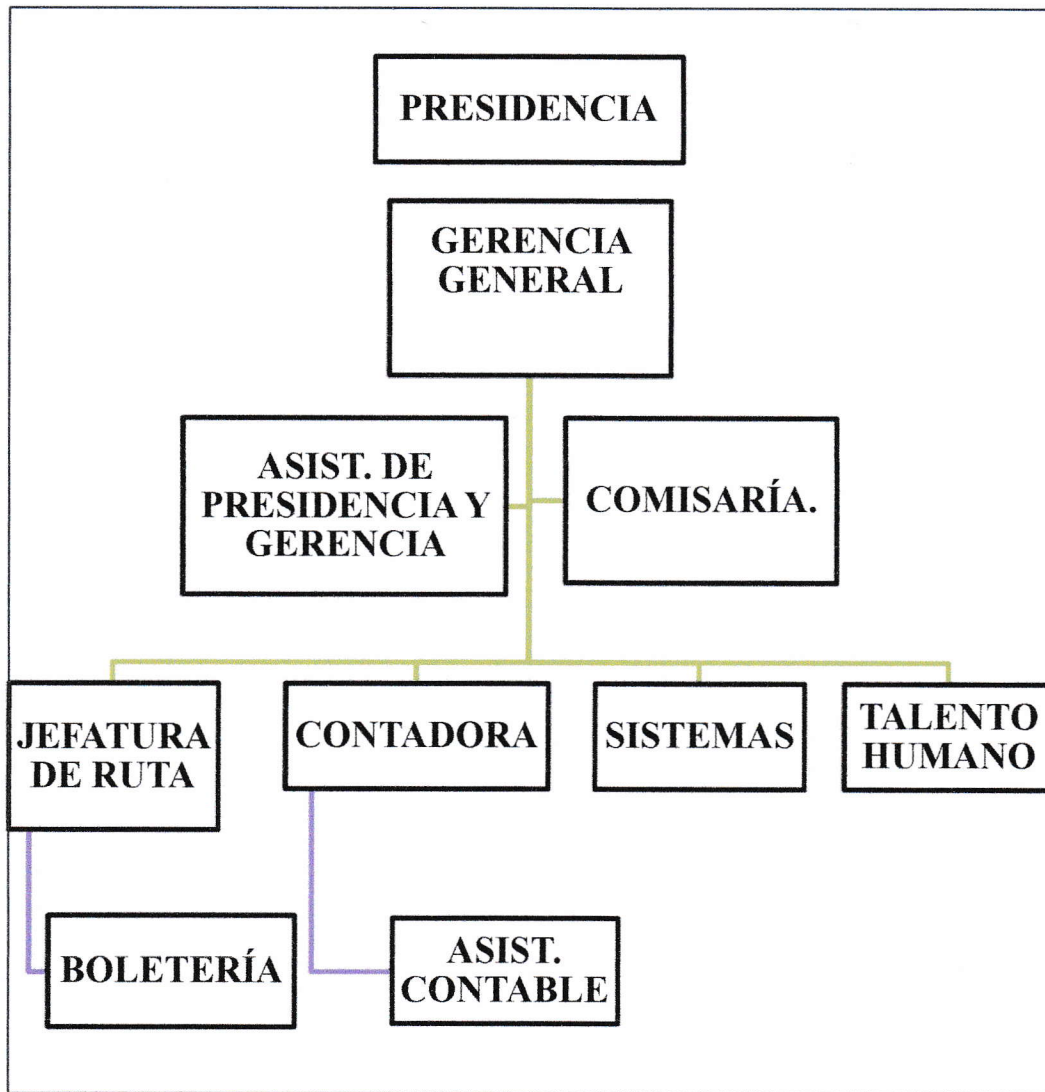 PRESIDENCIA
GERENCIA
GENERAL
ASIST. DE
PRESIDENCIA Y
GERENCIA
COMISARÍA.
JEFATURA
DE RUTA
CONTADORA
SISTEMAS
TALENTO
HUMANO
BOLETERÍA
ASIST.
CONTABLE